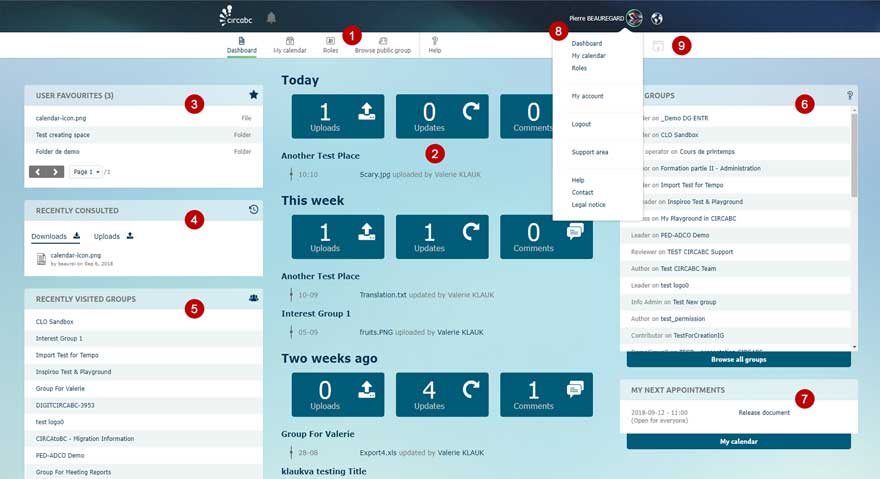 circabc
Pierre BEAUREGARD
1
8
9
Dashboard
My calendar
Roles
Browse public group
Help
Dashboard
My calendar
Roles
My account
Logout
Support area
Help
Contact
Legal notice
USER FAVOURITES (3)
3
calendar-icon.png File
Test creating space Folder
Folder de demo Folder
Page 1 /1
RECENTLY CONSULTED
4
Downloads Uploads
calendar-icon.png
by beaurpi on Sep 6, 2018
RECENTLY VISITED GROUPS
5
CLO Sandbox
Interest Group 1
Import Test for Tempo
Inspiroo Test & Playground
Group For Valerie
DIGITCIRCABC-3953
test logo0
CIRCAtoBC - Migration Information
PED-ADCO Demo
Group For Meeting Reports
Today
1 Uploads
0 Updates
0 Comments
Another Test Place
2
10:10 Scary.jpg uploaded by Valerie KLAUK
This week
1 Uploads
1 Updates
0 Comments
Another Test Place
10-09 Translation.txt updated by Valerie KLAUK
Interest Group 1
05-09 fruits.PNG uploaded by Valerie KLAUK
Two weeks ago
0 Uploads
4 Updates
1 Comments
Group For Valerie
28-08 Export4.xls updated by Valerie KLAUK
klaukva testing Title
GROUPS
6
on _Demo DG ENTR
on CLO Sandbox
operator on Cours de printemps
on Formation partie II - Administration
on Import Test for Tempo
on Inspiroo Test & Playground
on My Playground in CIRCABC
Leader on PED-ADCO Demo
Reviewer on TEST CIRCABC Support
Author on Test CIRCABC Team
Leader on test logo0
Info Admin on Test New group
Author on test_permission
Contributor on TestForCreationIG
Browse all groups
MY NEXT APPOINTMENTS
7
2018-09-12 - 11:00 Release document
(Open for everyone)
My calendar